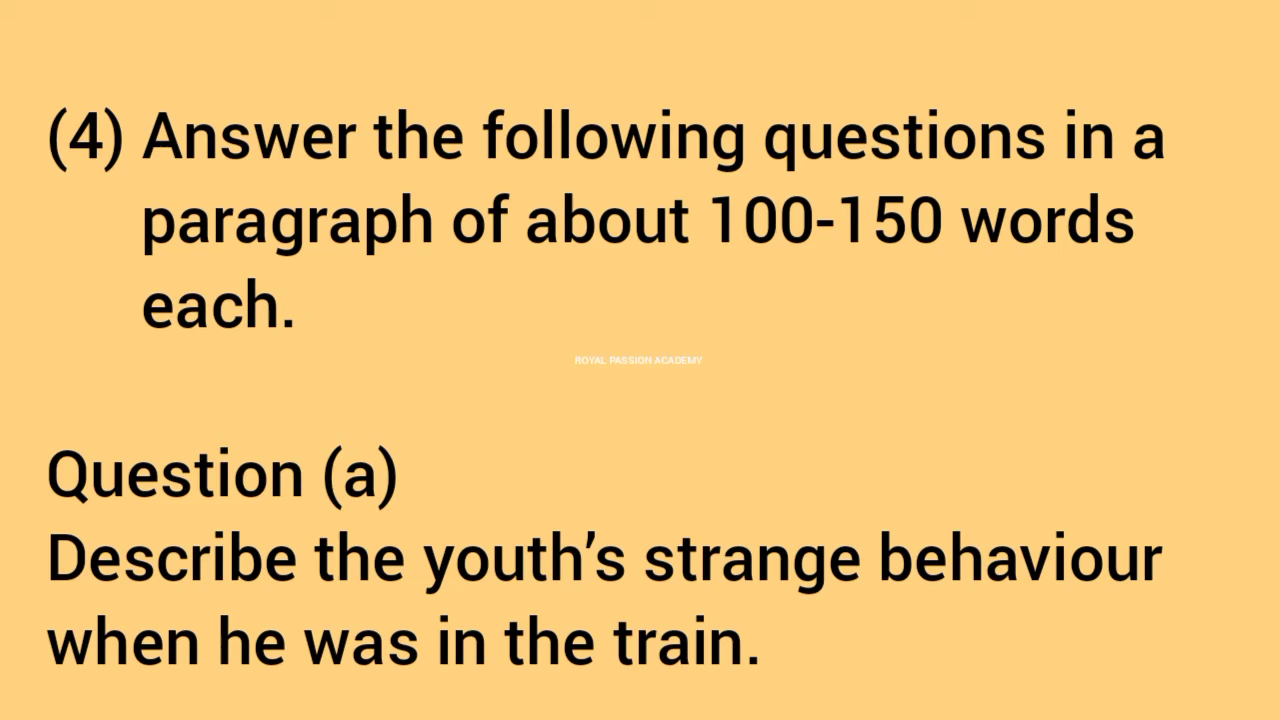 (4) Answer the following questions in a
paragraph of about 100-150 words
each.
ROYAL PASSION ACADEMY
Question (a)
Describe the youth’s strange behaviour
when he was in the train.